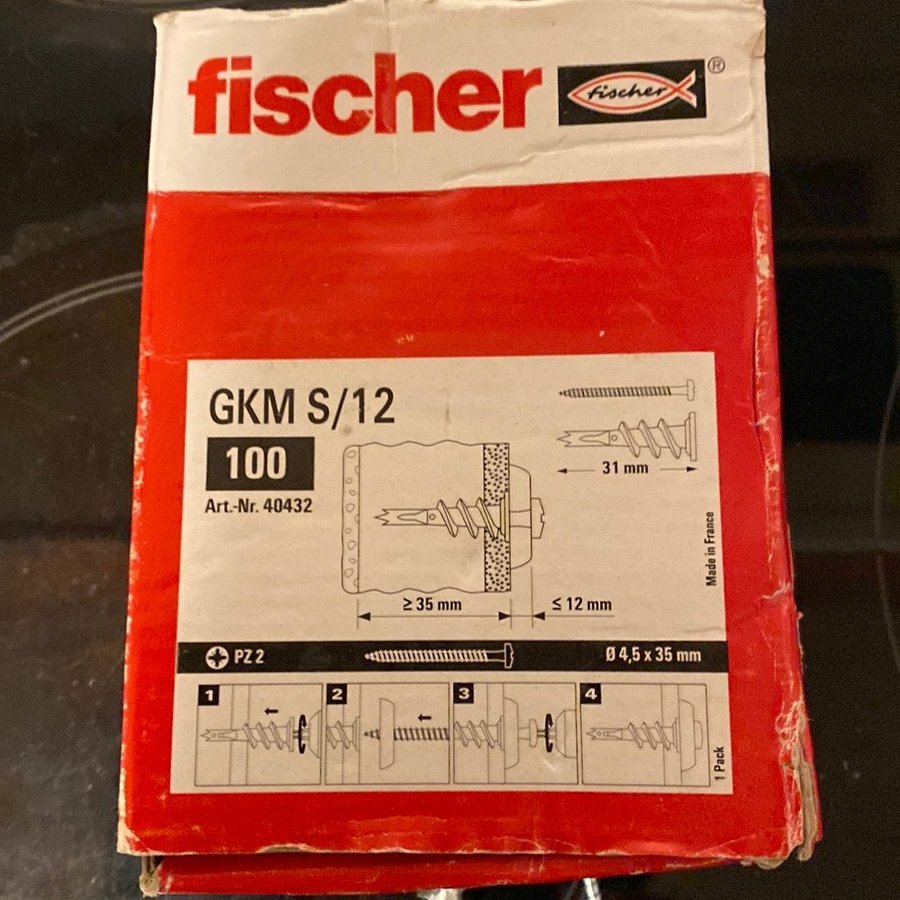 fischer
fischer ®
GKM S/12
100
Art.-Nr. 40432
31 mm
≥ 35 mm
≤ 12 mm
Made in France
PZ 2
Ø 4,5 x 35 mm
1
2
3
4
1 Pack